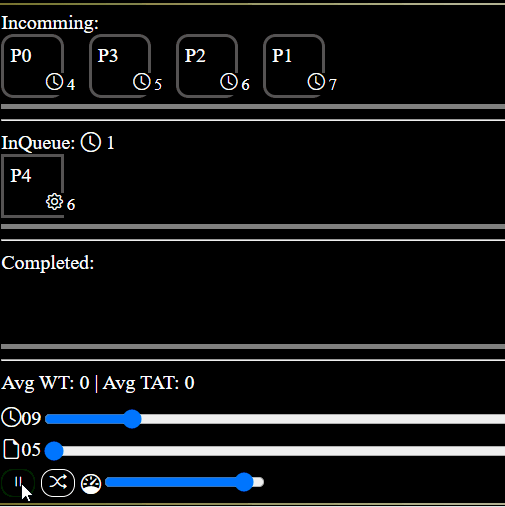 Incomming:
P0 P3 P2 P1
4 5 6 7
InQueue: 1
P4
6
Completed:
Avg WT: 0 | Avg TAT: 0
09
05